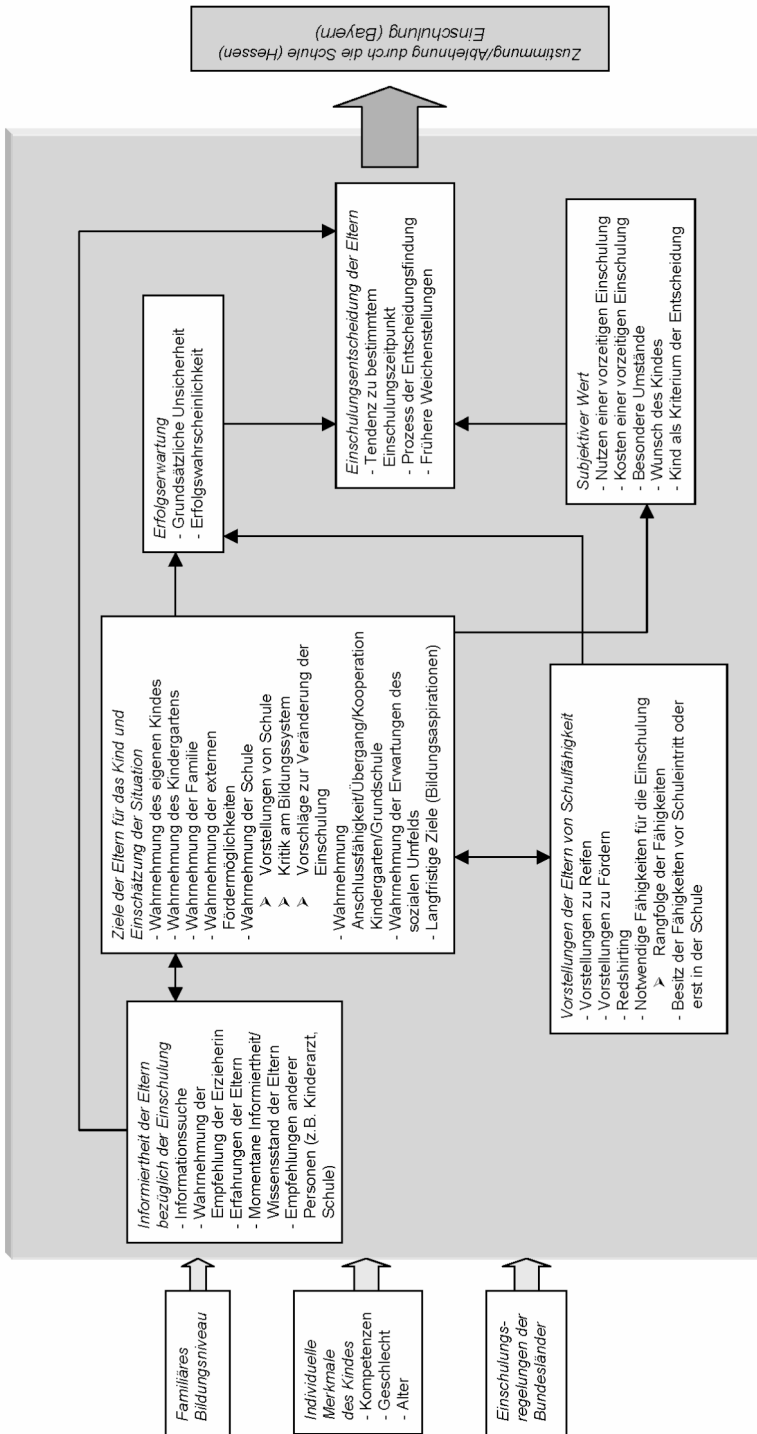 Familiäres
Bildungsniveau
Individuelle
Merkmale
des Kindes
- Kompetenzen
- Geschlecht
- Alter
Einschulungs-
regelungen der
Bundesländer
Informiertheit der Eltern
bezüglich der Einschulung
- Informationssuche
- Wahrnehmung der
Empfehlung der Erzieherin
- Erfahrungen der Eltern
- Momentane Informiertheit/
Wissensstand der Eltern
- Empfehlungen anderer
Personen (z.B. Kinderarzt,
Schule)
Ziele der Eltern für das Kind und
Einschätzung der Situation
- Wahrnehmung des eigenen Kindes
- Wahrnehmung des Kindergartens
- Wahrnehmung der Familie
- Wahrnehmung der externen
Fördermöglichkeiten
- Wahrnehmung der Schule
➢ Vorstellungen von Schule
➢ Kritik am Bildungssystem
➢ Vorschläge zur Veränderung der
Einschulung
- Wahrnehmung
Anschlussfähigkeit/Übergang/Kooperation
Kindergarten/Grundschule
- Wahrnehmung der Erwartungen des
sozialen Umfelds
- Langfristige Ziele (Bildungsaspirationen)
Vorstellungen der Eltern von Schulfähigkeit
- Vorstellungen zu Reifen
- Vorstellungen zu Fördern
- Redshirting
- Notwendige Fähigkeiten für die Einschulung
➢ Rangfolge der Fähigkeiten
- Besitz der Fähigkeiten vor Schuleintritt oder
erst in der Schule
Erfolgserwartung
- Grundsätzliche Unsicherheit
- Erfolgswahrscheinlichkeit
Einschulungsentscheidung der Eltern
- Tendenz zu bestimmtem
Einschulungszeitpunkt
- Prozess der Entscheidungsfindung
- Frühere Weichenstellungen
Subjektiver Wert
- Nutzen einer vorzeitigen Einschulung
- Kosten einer vorzeitigen Einschulung
- Besondere Umstände
- Wunsch des Kindes
- Kind als Kriterium der Entscheidung
Zustimmung/Ablehnung durch die Schule (Hessen)
Einschulung (Bayern)